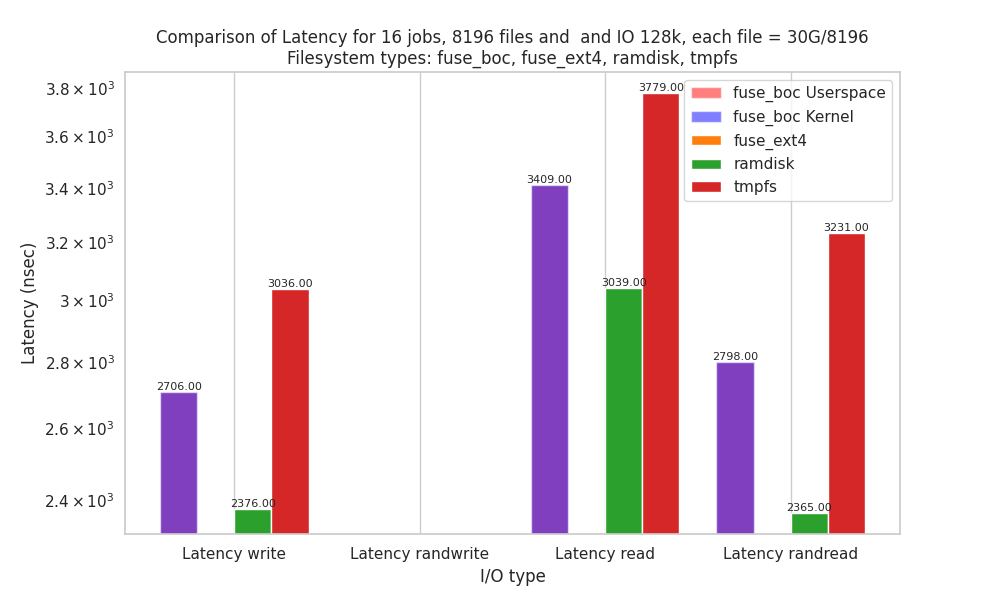 Comparison of Latency for 16 jobs, 8196 files and  and IO 128k, each file = 30G/8196
Filesystem types: fuse_boc, fuse_ext4, ramdisk, tmpfs
Latency (nsec)
3.8 × 10³
3.6 × 10³
3.4 × 10³
3.2 × 10³
3 × 10³
2.8 × 10³
2.6 × 10³
2.4 × 10³
2706.00
2376.00
3036.00
3409.00
3039.00
3779.00
2798.00
2365.00
3231.00
fuse_boc Userspace
fuse_boc Kernel
fuse_ext4
ramdisk
tmpfs
Latency write
Latency randwrite
Latency read
Latency randread
I/O type